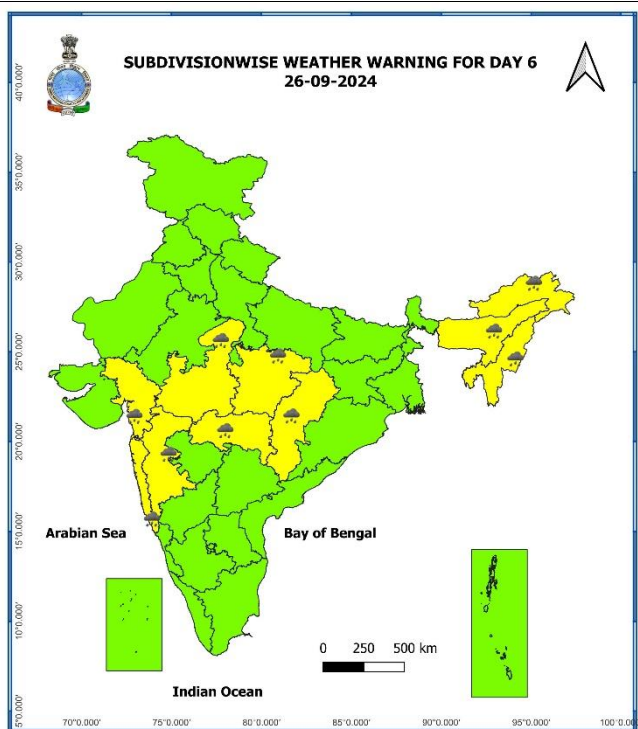 SUBDIVISIONWISE WEATHER WARNING FOR DAY 6
26-09-2024
40°0.000'
35°0.000'
30°0.000'
25°0.000'
20°0.000'
15°0.000'
10°0.000'
5°0.000'
Arabian Sea
Bay of Bengal
0 250 500 km
Indian Ocean
70°0.000' 75°0.000' 80°0.000' 85°0.000' 90°0.000' 95°0.000' 100°0.0